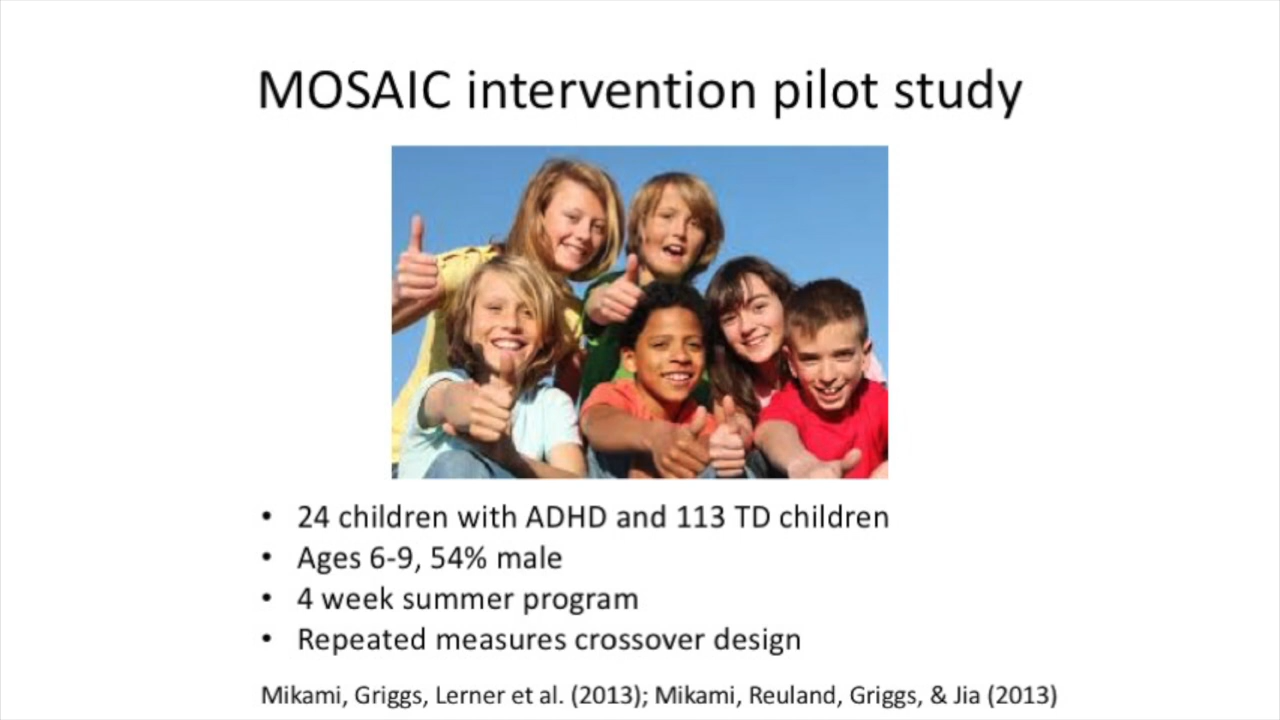 MOSAIC intervention pilot study
• 24 children with ADHD and 113 TD children
• Ages 6-9, 54% male
• 4 week summer program
• Repeated measures crossover design
Mikami, Griggs, Lerner et al. (2013); Mikami, Reuland, Griggs, & Jia (2013)